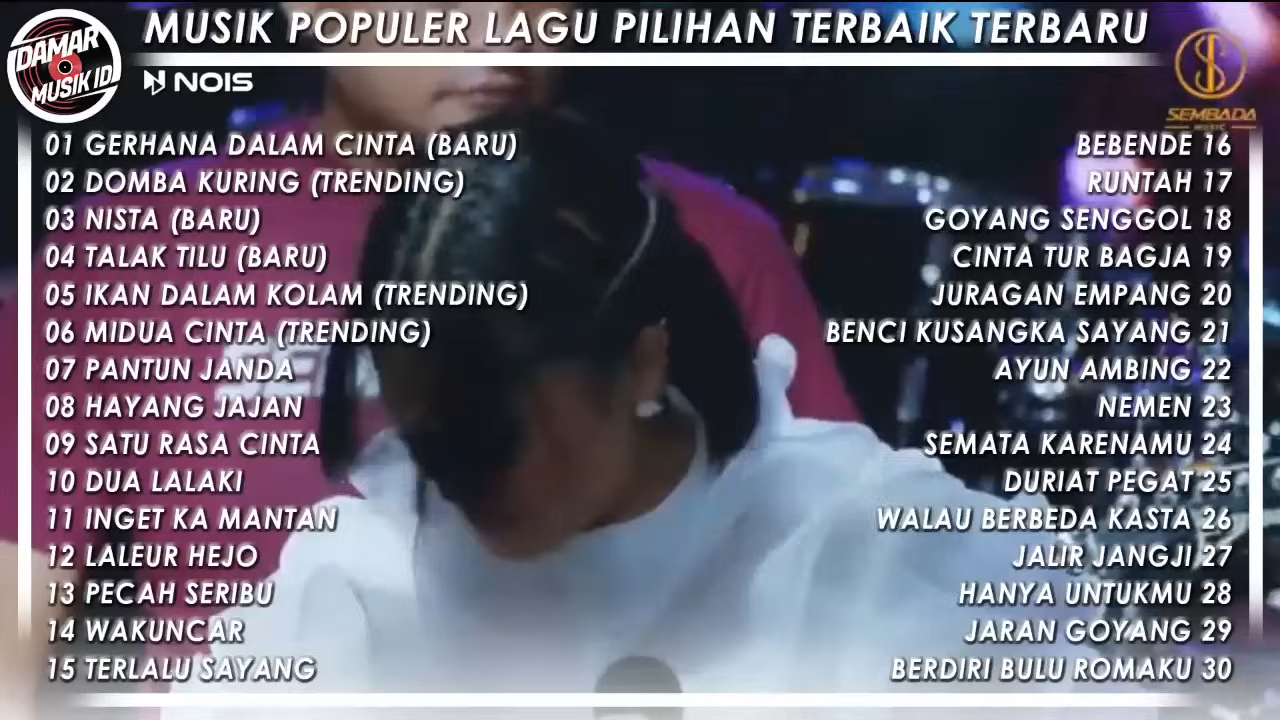 MUSIK POPULER LAGU PILIHAN TERBAIK TERBARU
DAMAR
MUSIK ID
NOIS
SEMBADA
MUSIC
01 GERHANA DALAM CINTA (BARU)
02 DOMBA KURING (TRENDING)
03 NISTA (BARU)
04 TALAK TILU (BARU)
05 IKAN DALAM KOLAM (TRENDING)
06 MIDUA CINTA (TRENDING)
07 PANTUN JANDA
08 HAYANG JAJAN
09 SATU RASA CINTA
10 DUA LALAKI
11 INGET KA MANTAN
12 LALEUR HEJO
13 PECAH SERIBU
14 WAKUNCAR
15 TERLALU SAYANG
BEBENDE 16
RUNTAH 17
GOYANG SENGGOL 18
CINTA TUR BAGJA 19
JURAGAN EMPANG 20
BENCI KUSANGKA SAYANG 21
AYUN AMBING 22
NEMEN 23
SEMATA KARENAMU 24
DURIAT PEGAT 25
WALAU BERBEDA KASTA 26
JALIR JANGJI 27
HANYA UNTUKMU 28
JARAN GOYANG 29
BERDIRI BULU ROMAKU 30